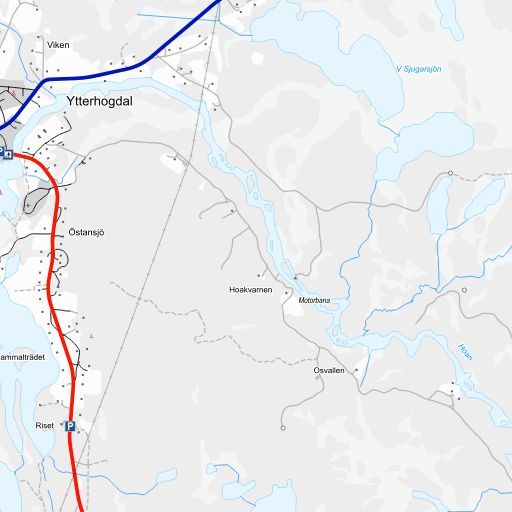 Viken
V Sjugarsjön
Ytterhogdal
Östansjö
Hoakvarnen
Motorbana
Hoan
ammalträdet
Osvallen
Riset
P